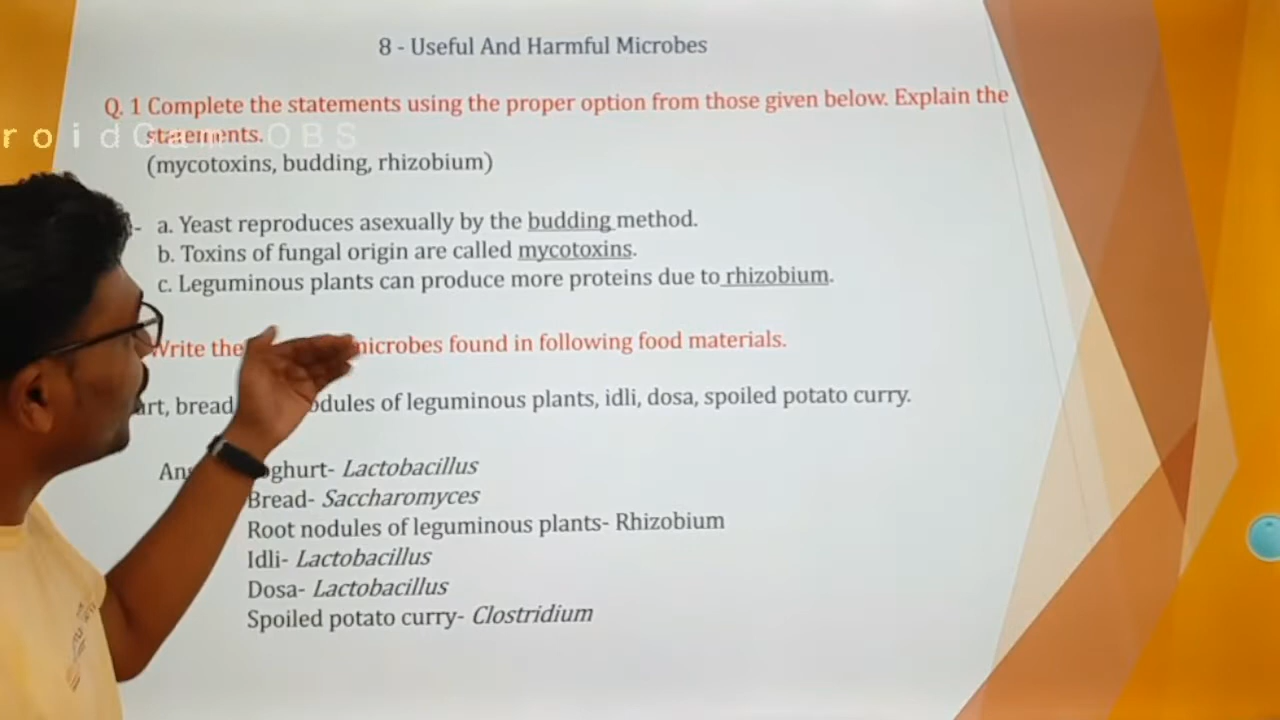 8 - Useful And Harmful Microbes
Q. 1 Complete the statements using the proper option from those given below. Explain the
statements.
roidCam OBS
(mycotoxins, budding, rhizobium)
a. Yeast reproduces asexually by the budding method.
b. Toxins of fungal origin are called mycotoxins.
c. Leguminous plants can produce more proteins due to rhizobium.
Write the microbes found in following food materials.
bread nodules of leguminous plants, idli, dosa, spoiled potato curry.
Lactobacillus
Bread- Saccharomyces
Root nodules of leguminous plants- Rhizobium
Idli- Lactobacillus
Dosa- Lactobacillus
Spoiled potato curry- Clostridium